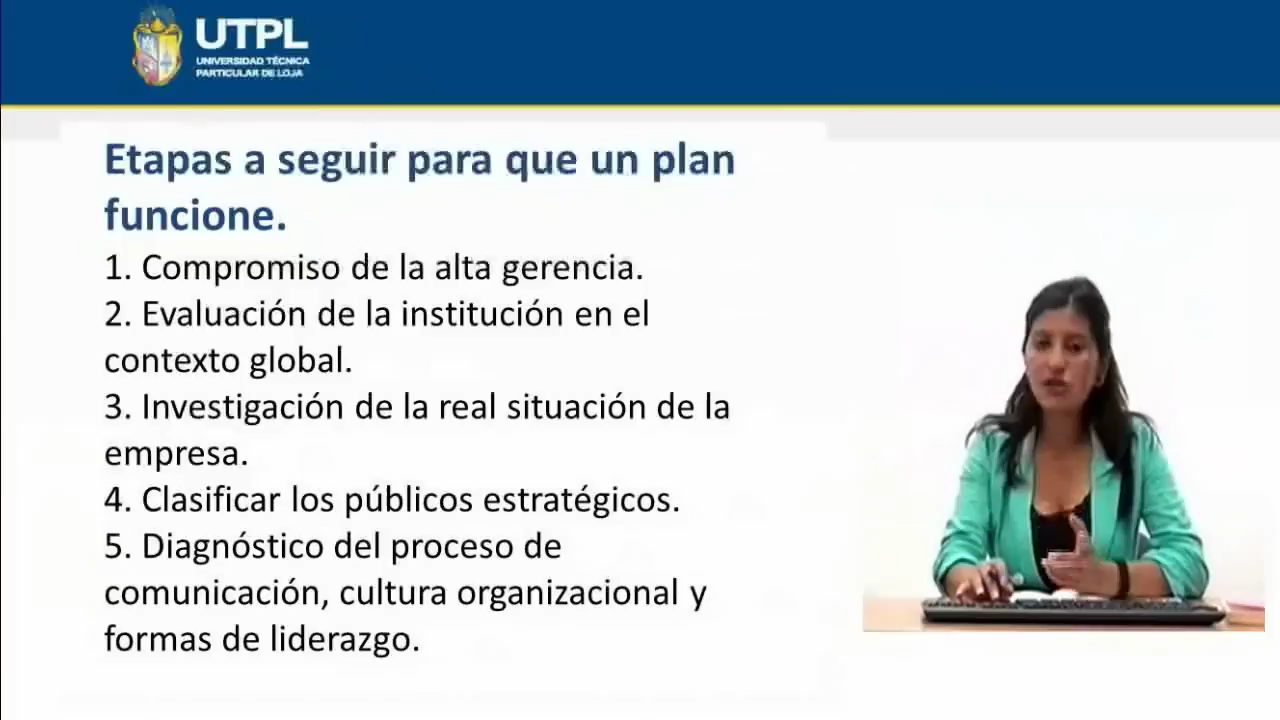 UTPL
UNIVERSIDAD TÉCNICA
PARTICULAR DE LOJA
Etapas a seguir para que un plan
funcione.
1. Compromiso de la alta gerencia.
2. Evaluación de la institución en el
contexto global.
3. Investigación de la real situación de la
empresa.
4. Clasificar los públicos estratégicos.
5. Diagnóstico del proceso de
comunicación, cultura organizacional y
formas de liderazgo.